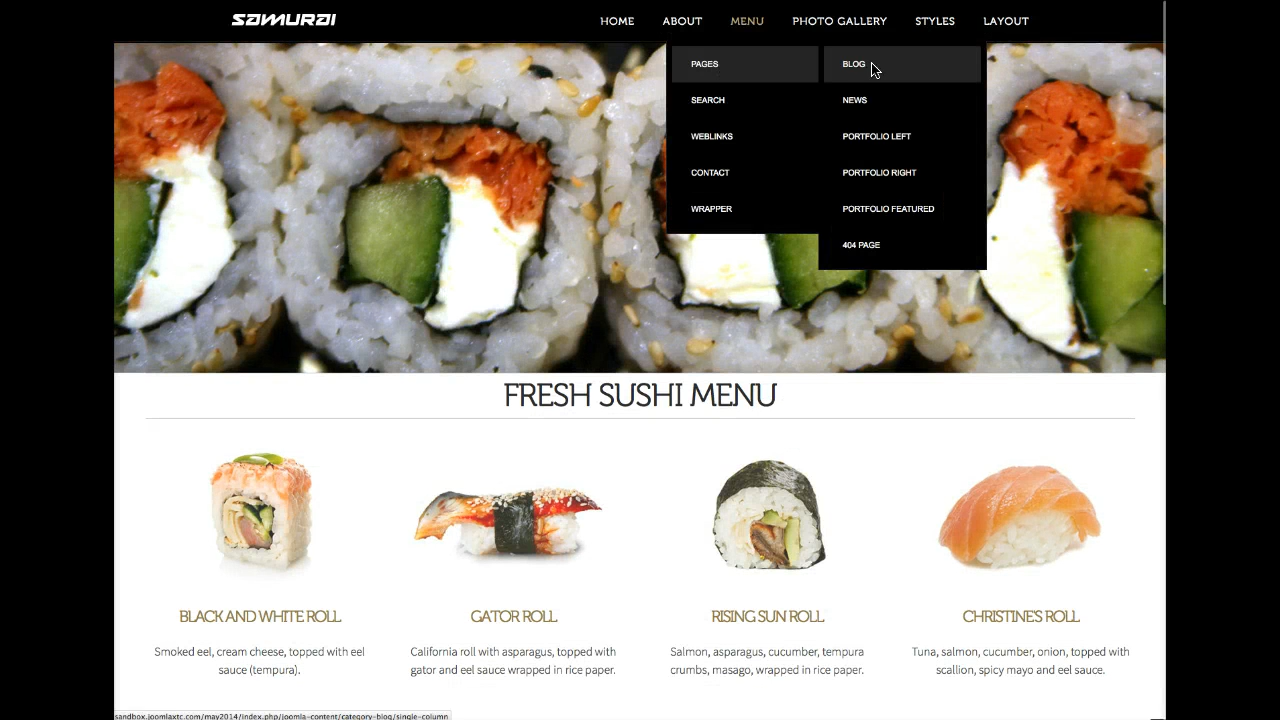 SAMURAI
HOME ABOUT MENU PHOTO GALLERY STYLES LAYOUT
PAGES
SEARCH
WEBLINKS
CONTACT
WRAPPER
BLOG
NEWS
PORTFOLIO LEFT
PORTFOLIO RIGHT
PORTFOLIO FEATURED
404 PAGE
FRESH SUSHI MENU
BLACK AND WHITE ROLL
Smoked eel, cream cheese, topped with eel
sauce (tempura).
GATOR ROLL
California roll with asparagus, topped with
gator and eel sauce wrapped in rice paper.
RISING SUN ROLL
Salmon, asparagus, cucumber, tempura
crumbs, masago, wrapped in rice paper.
CHRISTINE'S ROLL
Tuna, salmon, cucumber, onion, topped with
scallion, spicy mayo and eel sauce.
sandbox.joomlaxtc.com/may2014/index.php/joomla-content/category-blog/single-column